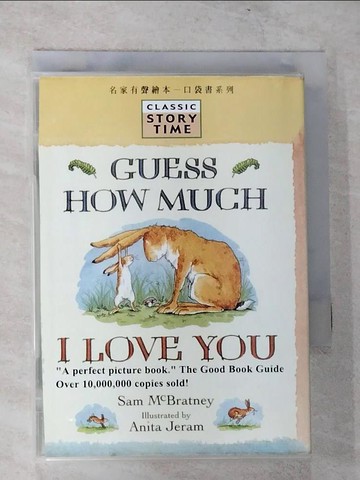 名家有聲繪本－口袋書系列
CLASSIC
STORY
TIME
GUESS
HOW MUCH
I LOVE YOU
"A perfect picture book." The Good Book Guide
Over 10,000,000 copies sold!
Sam McBratney
Illustrated by
Anita Jeram